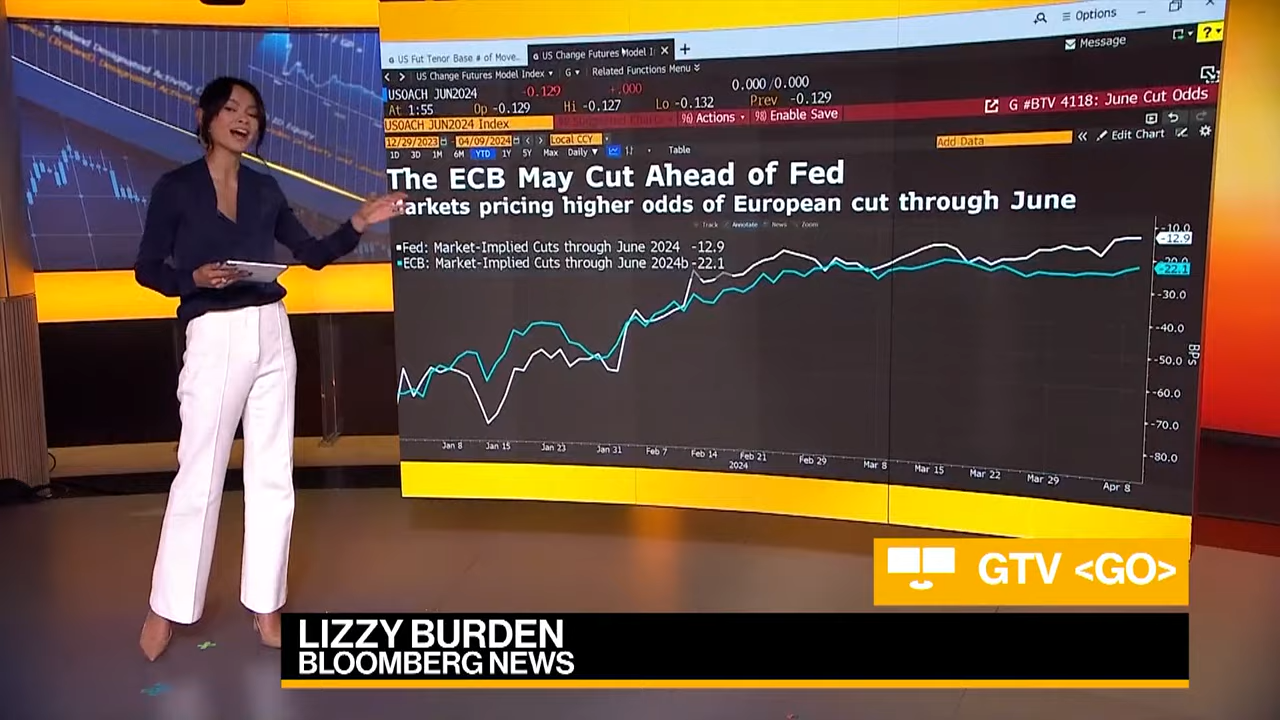 Options
US Fut Tenor Base # of Move..
G US Change Futures Model I
Message
US Change Futures Model Index
G
Related Functions Menu
US0ACH JUN2024 -0.129 +.000 0.000/0.000
At 1:55 Op -0.129 Hi -0.127 Lo -0.132 Prev -0.129
US0ACH JUN2024 Index
96) Actions
98) Enable Save
G #BTV 4118: June Cut Odds
12/29/2023 04/09/2024 Local CCY
Add Data
Edit Chart
1D 3D 1M 6M YTD 1Y 5Y Max Daily Table
The ECB May Cut Ahead of Fed
Markets pricing higher odds of European cut through June
Track Annotate News Zoom
Fed: Market-Implied Cuts through June 2024 -12.9
ECB: Market-Implied Cuts through June 2024b -22.1
-10.0
-12.9
-20.0
-22.1
-30.0
-40.0
-50.0
-60.0
-70.0
-80.0
BPs
Jan 8 Jan 15 Jan 23 Jan 31 Feb 7 Feb 14 Feb 21 Feb 29 Mar 8 Mar 15 Mar 22 Mar 29 Apr 8
2024
GTV <GO>
LIZZY BURDEN
BLOOMBERG NEWS